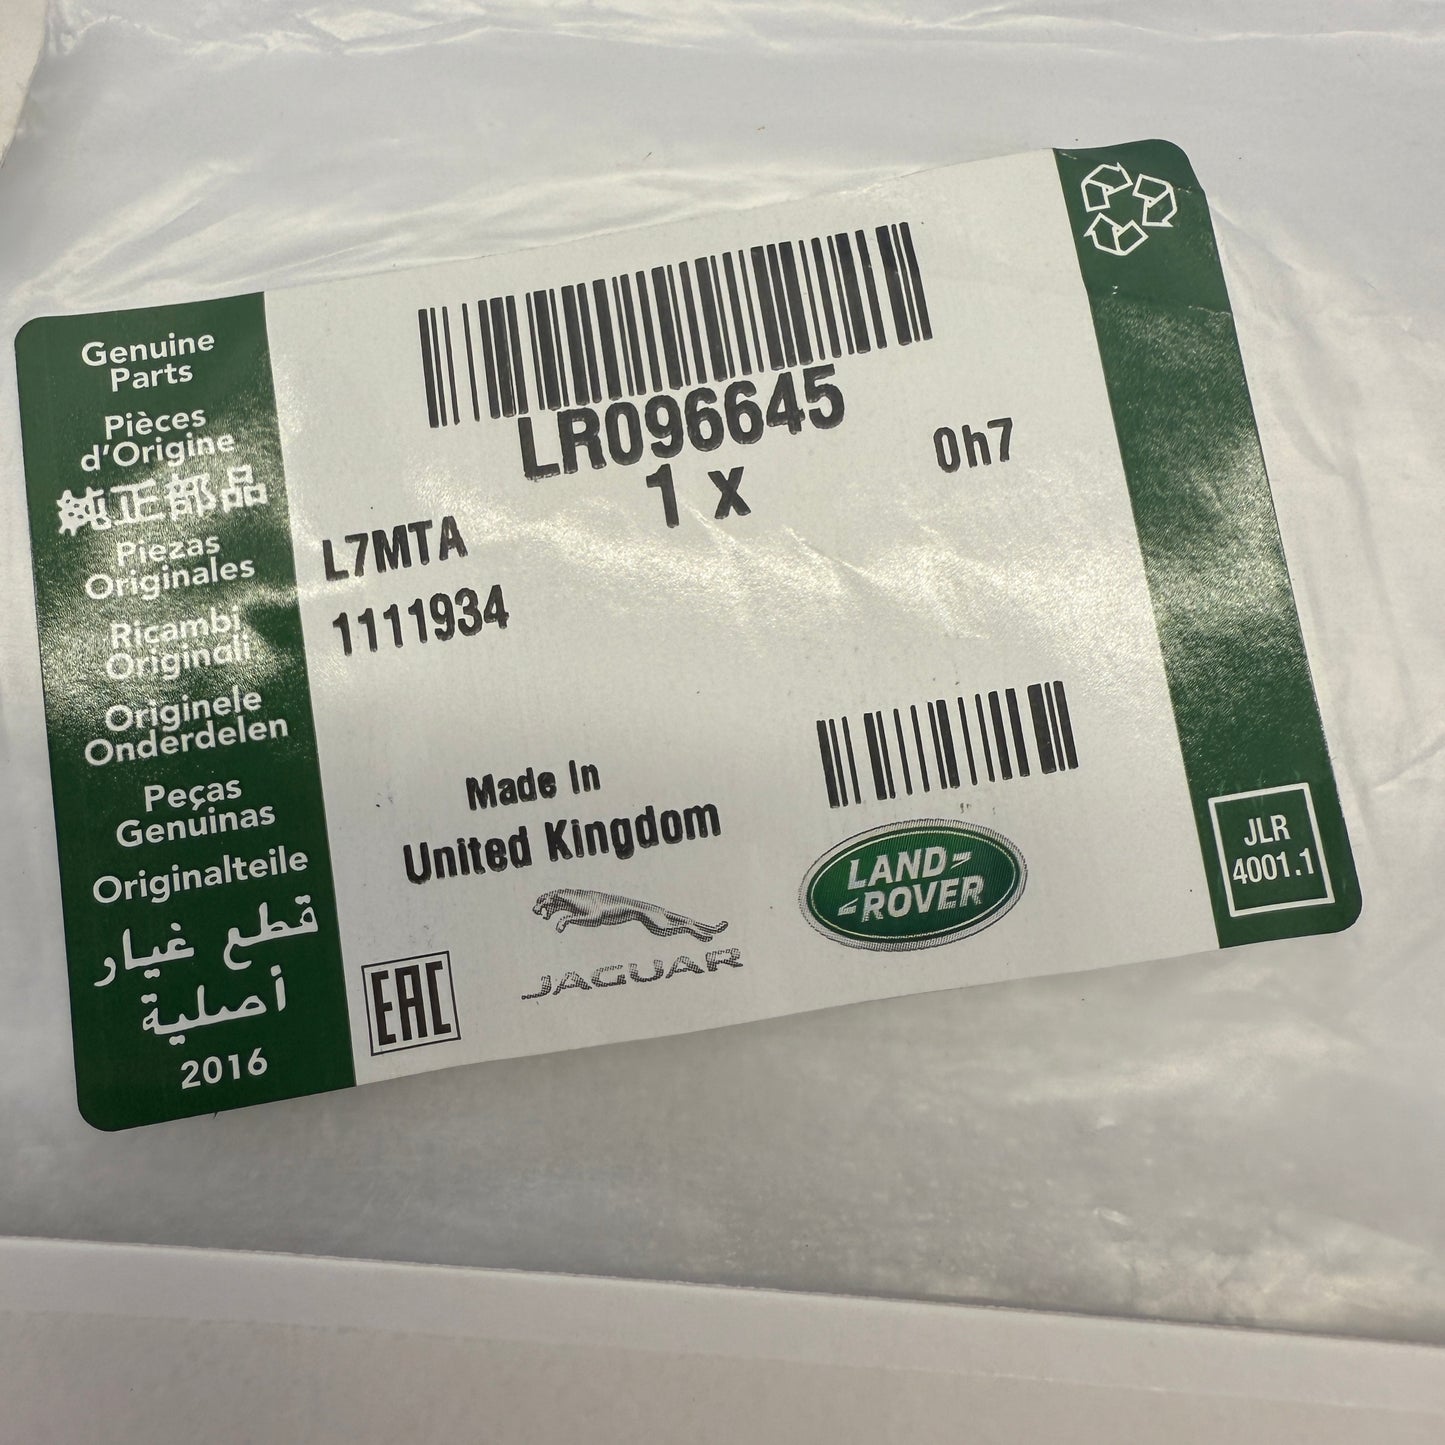 Genuine
Parts
Pièces
d'Origine
純正部品
Piezas
Originales
Ricambi
Originali
Originele
Onderdelen
Peças
Genuinas
Originalteile
قطع غيار
أصلية
2016
LR096645
1 x
0h7
L7MTA
1111934
Made In
United Kingdom
EAC
JAGUAR
LAND
ROVER
JLR
4001.1